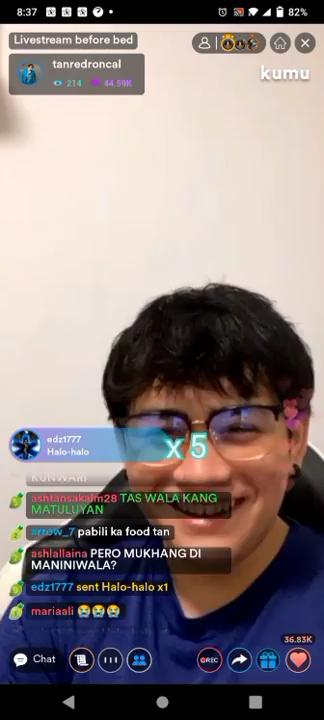 8:37
82%
Livestream before bed
tanredroncal
214
44.59K
kumu
edz1777
Halo-halo
x 5
KUNWARI
ashtansakalm28 TAS WALA KANG
MATULUYAN
arrow_7 pabili ka food tan
ashlallaina PERO MUKHANG DI
MANINIWALA?
edz1777 sent Halo-halo x1
mariaali 😭😭😭
36.83K
Chat
REC